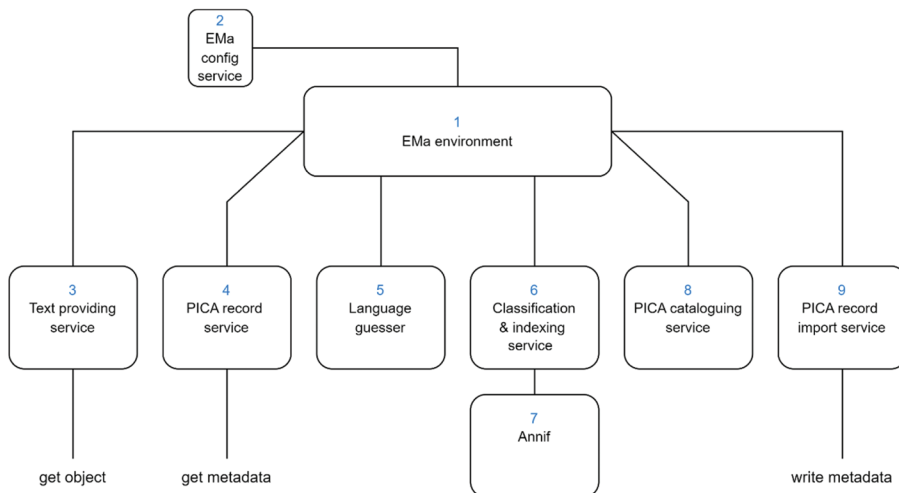 2
EMa
config
service
1
EMa environment
3
Text providing
service
4
PICA record
service
5
Language
guesser
6
Classification
& indexing
service
8
PICA cataloguing
service
9
PICA record
import service
7
Annif
get object
get metadata
write metadata